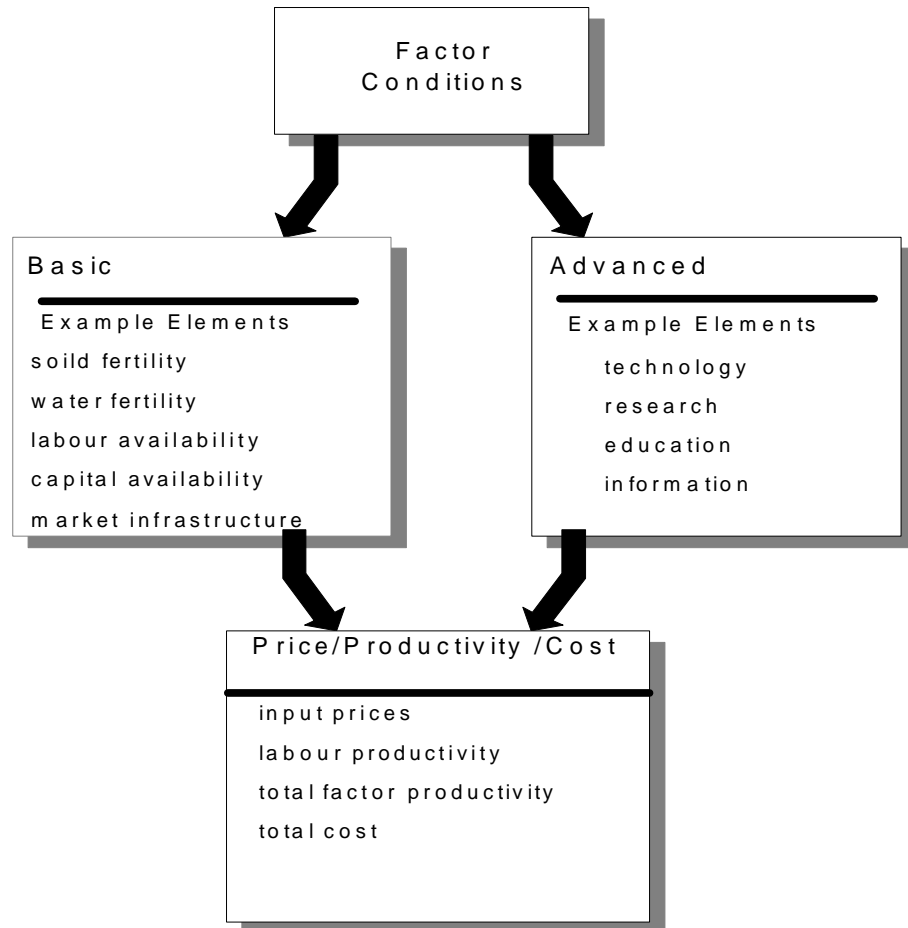 Factor
Conditions
Basic
Example Elements
soild fertility
water fertility
labour availability
capital availability
market infrastructure
Advanced
Example Elements
technology
research
education
information
Price/Productivity /Cost
input prices
labour productivity
total factor productivity
total cost